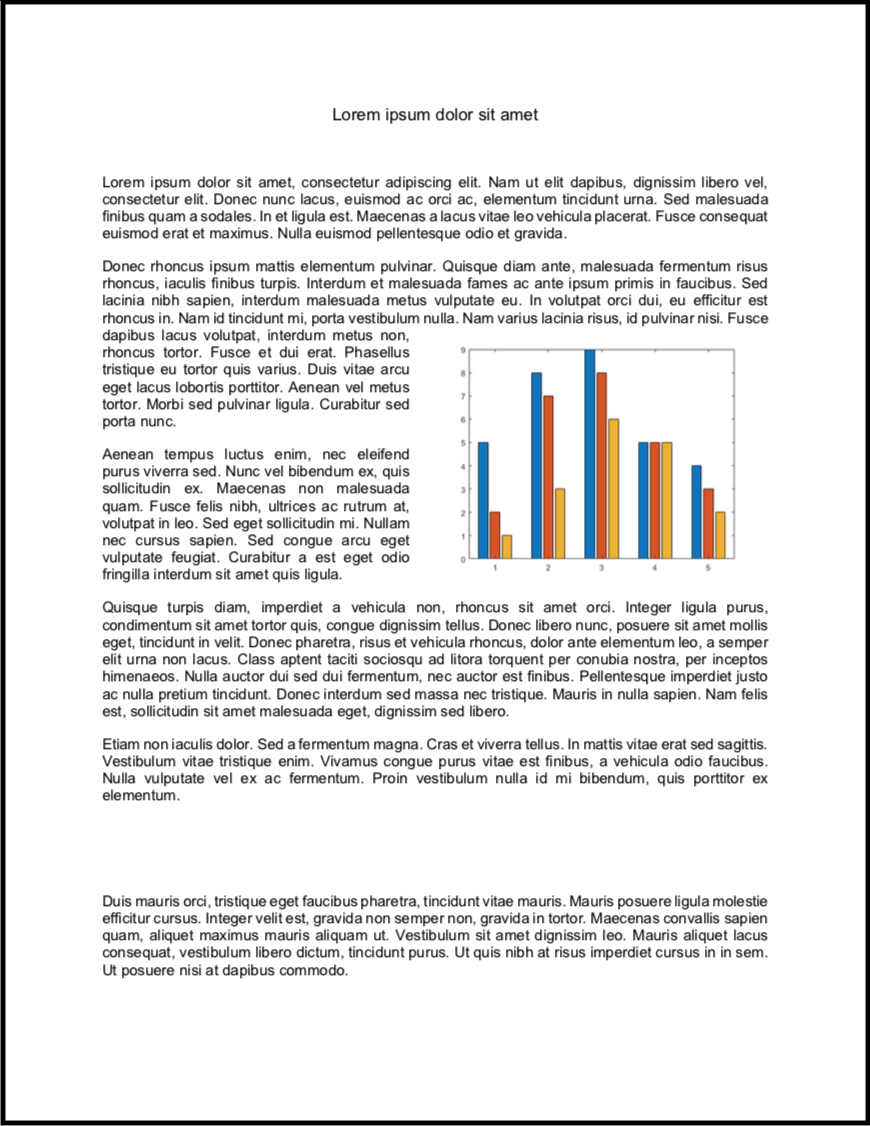 Lorem ipsum dolor sit amet
Lorem ipsum dolor sit amet, consectetur adipiscing elit. Nam ut elit dapibus, dignissim libero vel,
consectetur elit. Donec nunc lacus, euismod ac orci ac, elementum tincidunt urna. Sed malesuada
finibus quam a sodales. In et ligula est. Maecenas a lacus vitae leo vehicula placerat. Fusce consequat
euismod erat et maximus. Nulla euismod pellentesque odio et gravida.
Donec rhoncus ipsum mattis elementum pulvinar. Quisque diam ante, malesuada fermentum risus
rhoncus, iaculis finibus turpis. Interdum et malesuada fames ac ante ipsum primis in faucibus. Sed
lacinia nibh sapien, interdum malesuada metus vulputate eu. In volutpat orci dui, eu efficitur est
rhoncus in. Nam id tincidunt mi, porta vestibulum nulla. Nam varius lacinia risus, id pulvinar nisi. Fusce
dapibus lacus volutpat, interdum metus non,
rhoncus tortor. Fusce et dui erat. Phasellus
tristique eu tortor quis varius. Duis vitae arcu
eget lacus lobortis porttitor. Aenean vel metus
tortor. Morbi sed pulvinar ligula. Curabitur sed
porta nunc.
Aenean tempus luctus enim, nec eleifend
purus viverra sed. Nunc vel bibendum ex, quis
sollicitudin ex. Maecenas non malesuada
quam. Fusce felis nibh, ultrices ac rutrum at,
volutpat in leo. Sed eget sollicitudin mi. Nullam
nec cursus sapien. Sed congue arcu eget
vulputate feugiat. Curabitur a est eget odio
fringilla interdum sit amet quis ligula.
9
8
7
6
5
4
3
2
1
0
1 2 3 4 5
Quisque turpis diam, imperdiet a vehicula non, rhoncus sit amet orci. Integer ligula purus,
condimentum sit amet tortor quis, congue dignissim tellus. Donec libero nunc, posuere sit amet mollis
eget, tincidunt in velit. Donec pharetra, risus et vehicula rhoncus, dolor ante elementum leo, a semper
elit urna non lacus. Class aptent taciti sociosqu ad litora torquent per conubia nostra, per inceptos
himenaeos. Nulla auctor dui sed dui fermentum, nec auctor est finibus. Pellentesque imperdiet justo
ac nulla pretium tincidunt. Donec interdum sed massa nec tristique. Mauris in nulla sapien. Nam felis
est, sollicitudin sit amet malesuada eget, dignissim sed libero.
Etiam non iaculis dolor. Sed a fermentum magna. Cras et viverra tellus. In mattis vitae erat sed sagittis.
Vestibulum vitae tristique enim. Vivamus congue purus vitae est finibus, a vehicula odio faucibus.
Nulla vulputate vel ex ac fermentum. Proin vestibulum nulla id mi bibendum, quis porttitor ex
elementum.
Duis mauris orci, tristique eget faucibus pharetra, tincidunt vitae mauris. Mauris posuere ligula molestie
efficitur cursus. Integer velit est, gravida non semper non, gravida in tortor. Maecenas convallis sapien
quam, aliquet maximus mauris aliquam ut. Vestibulum sit amet dignissim leo. Mauris aliquet lacus
consequat, vestibulum libero dictum, tincidunt purus. Ut quis nibh at risus imperdiet cursus in in sem.
Ut posuere nisi at dapibus commodo.